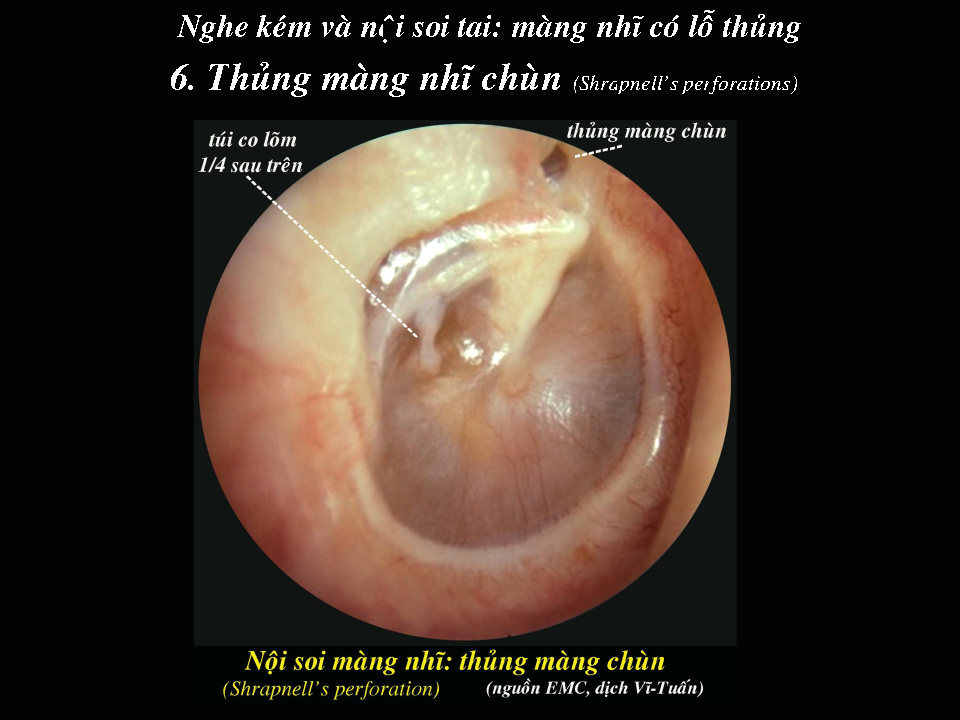 Nghe kém và nội soi tai: màng nhĩ có lỗ thủng
6. Thủng màng nhĩ chùn (Shrapnell's perforations)
túi co lõm
1/4 sau trên
thủng màng chùn
Nội soi màng nhĩ: thủng màng chùn
(Shrapnell's perforation) (nguồn EMC, dịch Vĩ-Tuấn)